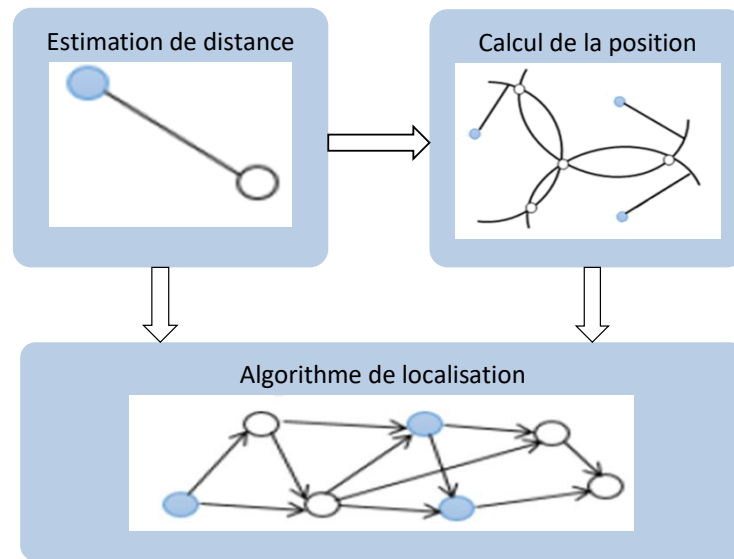 Estimation de distance
Calcul de la position
Algorithme de localisation